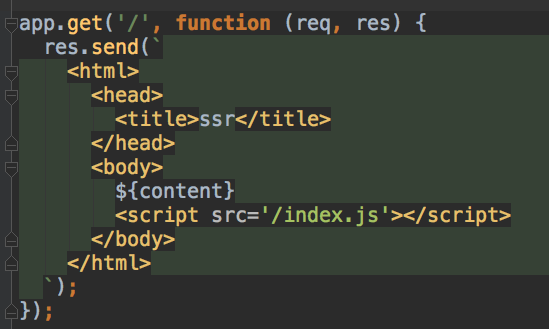 app.get('/', function (req, res) {
  res.send(`
    <html>
      <head>
        <title>ssr</title>
      </head>
      <body>
        ${content}
        <script src='/index.js'></script>
      </body>
    </html>
  `);
});